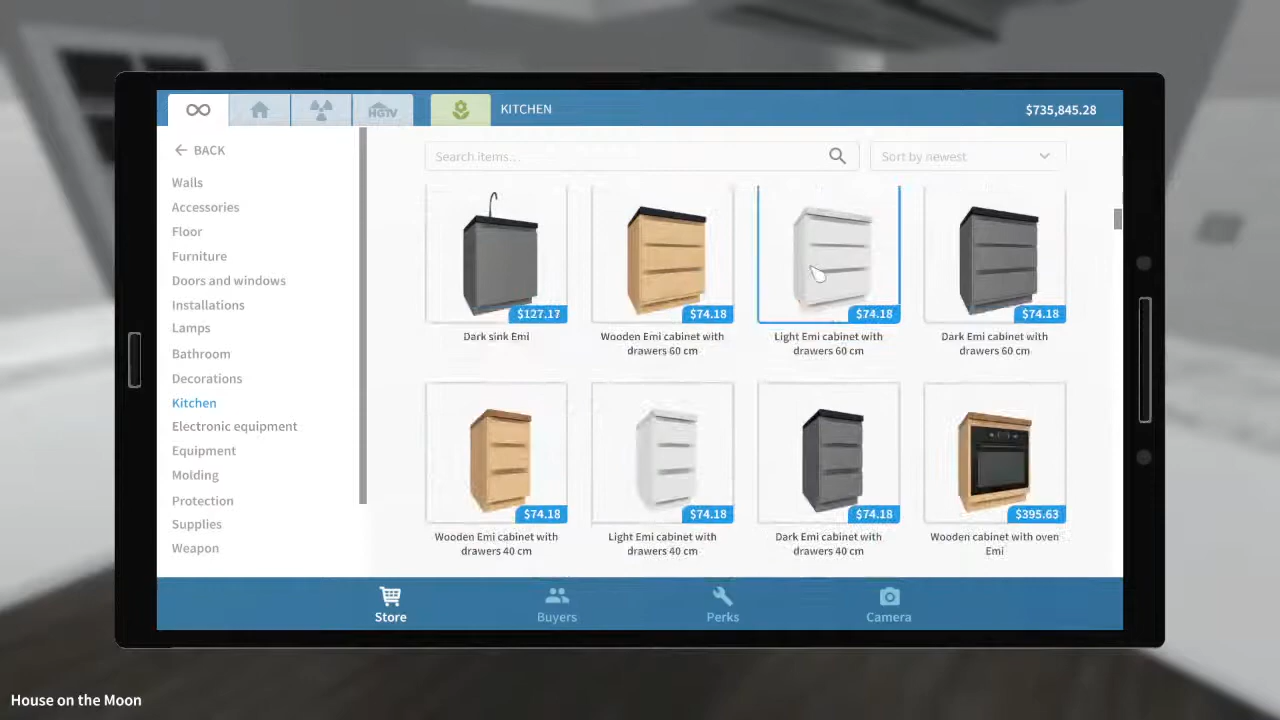 HGTV
KITCHEN
$735,845.28
BACK
Search items...
Sort by newest
Walls
Accessories
Floor
Furniture
Doors and windows
Installations
Lamps
Bathroom
Decorations
Kitchen
Electronic equipment
Equipment
Molding
Protection
Supplies
Weapon
$127.17
$74.18
$74.18
$74.18
Dark sink Emi
Wooden Emi cabinet with
drawers 60 cm
Light Emi cabinet with
drawers 60 cm
Dark Emi cabinet with
drawers 60 cm
$74.18
$74.18
$74.18
$395.63
Wooden Emi cabinet with
drawers 40 cm
Light Emi cabinet with
drawers 40 cm
Dark Emi cabinet with
drawers 40 cm
Wooden cabinet with oven
Emi
Store
Buyers
Perks
Camera
House on the Moon